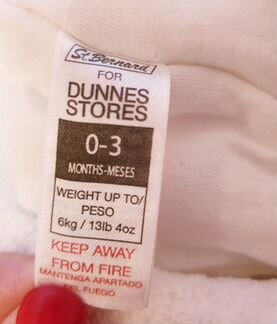 St. Bernard
FOR
DUNNES
STORES
0-3
MONTHS-MESES
WEIGHT UP TO/
PESO
6kg / 13lb 4oz
KEEP AWAY
FROM FIRE
MANTENGA APARTADO
DEL FUEGO